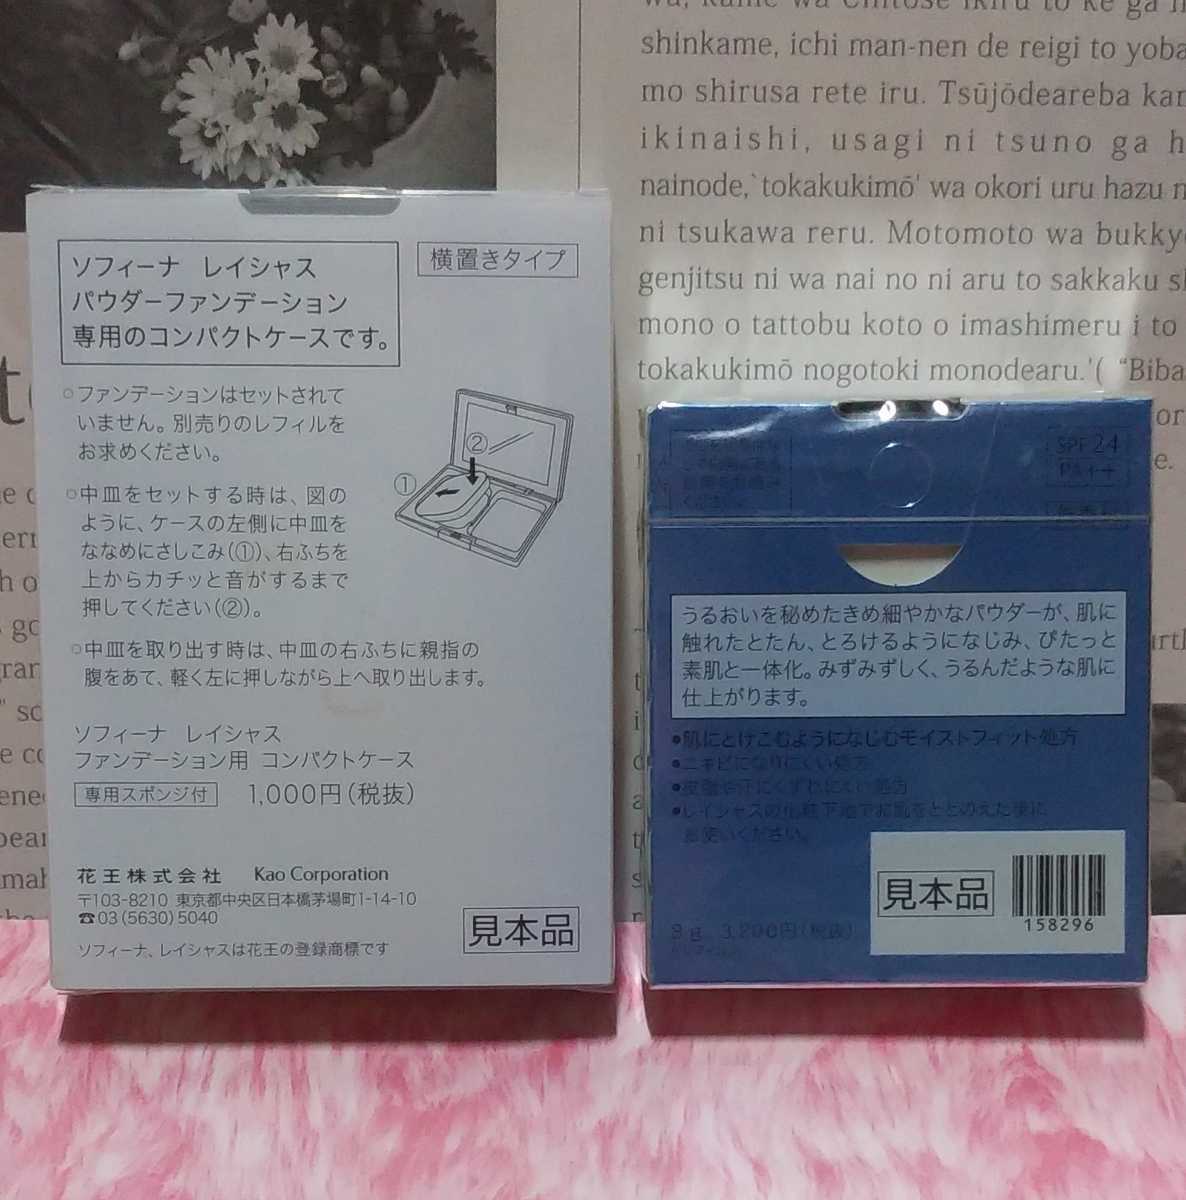 wa, kame wa Chitose ikiru to ke ga
shinkame, ichi man-nen de reigi to yoba
mo shirusa rete iru. Tsūjōdeareba kar
ikinaishi, usagi ni tsuno ga h
nainode,`tokakukimō' wa okori uru hazu n
ni tsukawa reru. Motomoto wa bukky
genjitsu ni wa nai no ni aru to sakkaku s
mono o tattobu koto o imashimeru i to
tokakukimō nogotoki monodearu.'( “Biba
ソフィーナ レイシャス
パウダーファンデーション
専用のコンパクトケースです。
横置きタイプ
○ファンデーションはセットされて
いません。別売りのレフィルを
お求めください。
○中皿をセットする時は、図の
ように、ケースの左側に中皿を
ななめにさしこみ(①)、右ふちを
上からカチッと音がするまで
押してください(②)。
①
②
○中皿を取り出す時は、中皿の右ふちに親指の
腹をあて、軽く左に押しながら上へ取り出します。
ソフィーナ レイシャス
ファンデーション用 コンパクトケース
専用スポンジ付 1,000円(税抜)
花王株式会社 Kao Corporation
〒103-8210 東京都中央区日本橋茅場町1-14-10
☎03(5630)5040
見本品
ソフィーナ、レイシャスは花王の登録商標です
SPF24
PA++
うるおいを秘めたきめ細やかなパウダーが、肌に
触れたとたん、とろけるようになじみ、ぴたっと
素肌と一体化。みずみずしく、うるんだような肌に
仕上がります。
●肌にとけこむようになじむモイストフィット処方
●ニキビになりにくい処方
●皮脂や汗にくずれにくい処方
●レイシャスの化粧下地でお肌をととのえた後に
お使いください。
見本品
158296
9g 3,200円(税抜)